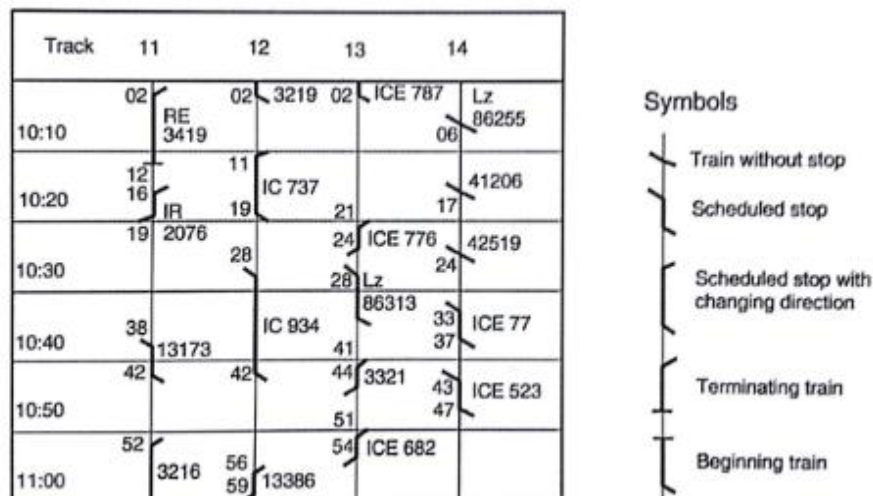 Track 11 12 13 14
02 02 3219 02 ICE 787 Lz
86255
RE
3419
06
10:10
12 11
16 IC 737 41206
10:20 19 21 17
IR
19 2076 24 ICE 776 42519
28 24
10:30 28 Lz
86313
38 IC 934 33 ICE 77
10:40 13173 41 37
42 42 44 3321 43 ICE 523
47
10:50 51
52 54 ICE 682
56
11:00 3216 59 13386
Symbols
Train without stop
Scheduled stop
Scheduled stop with
changing direction
Terminating train
Beginning train